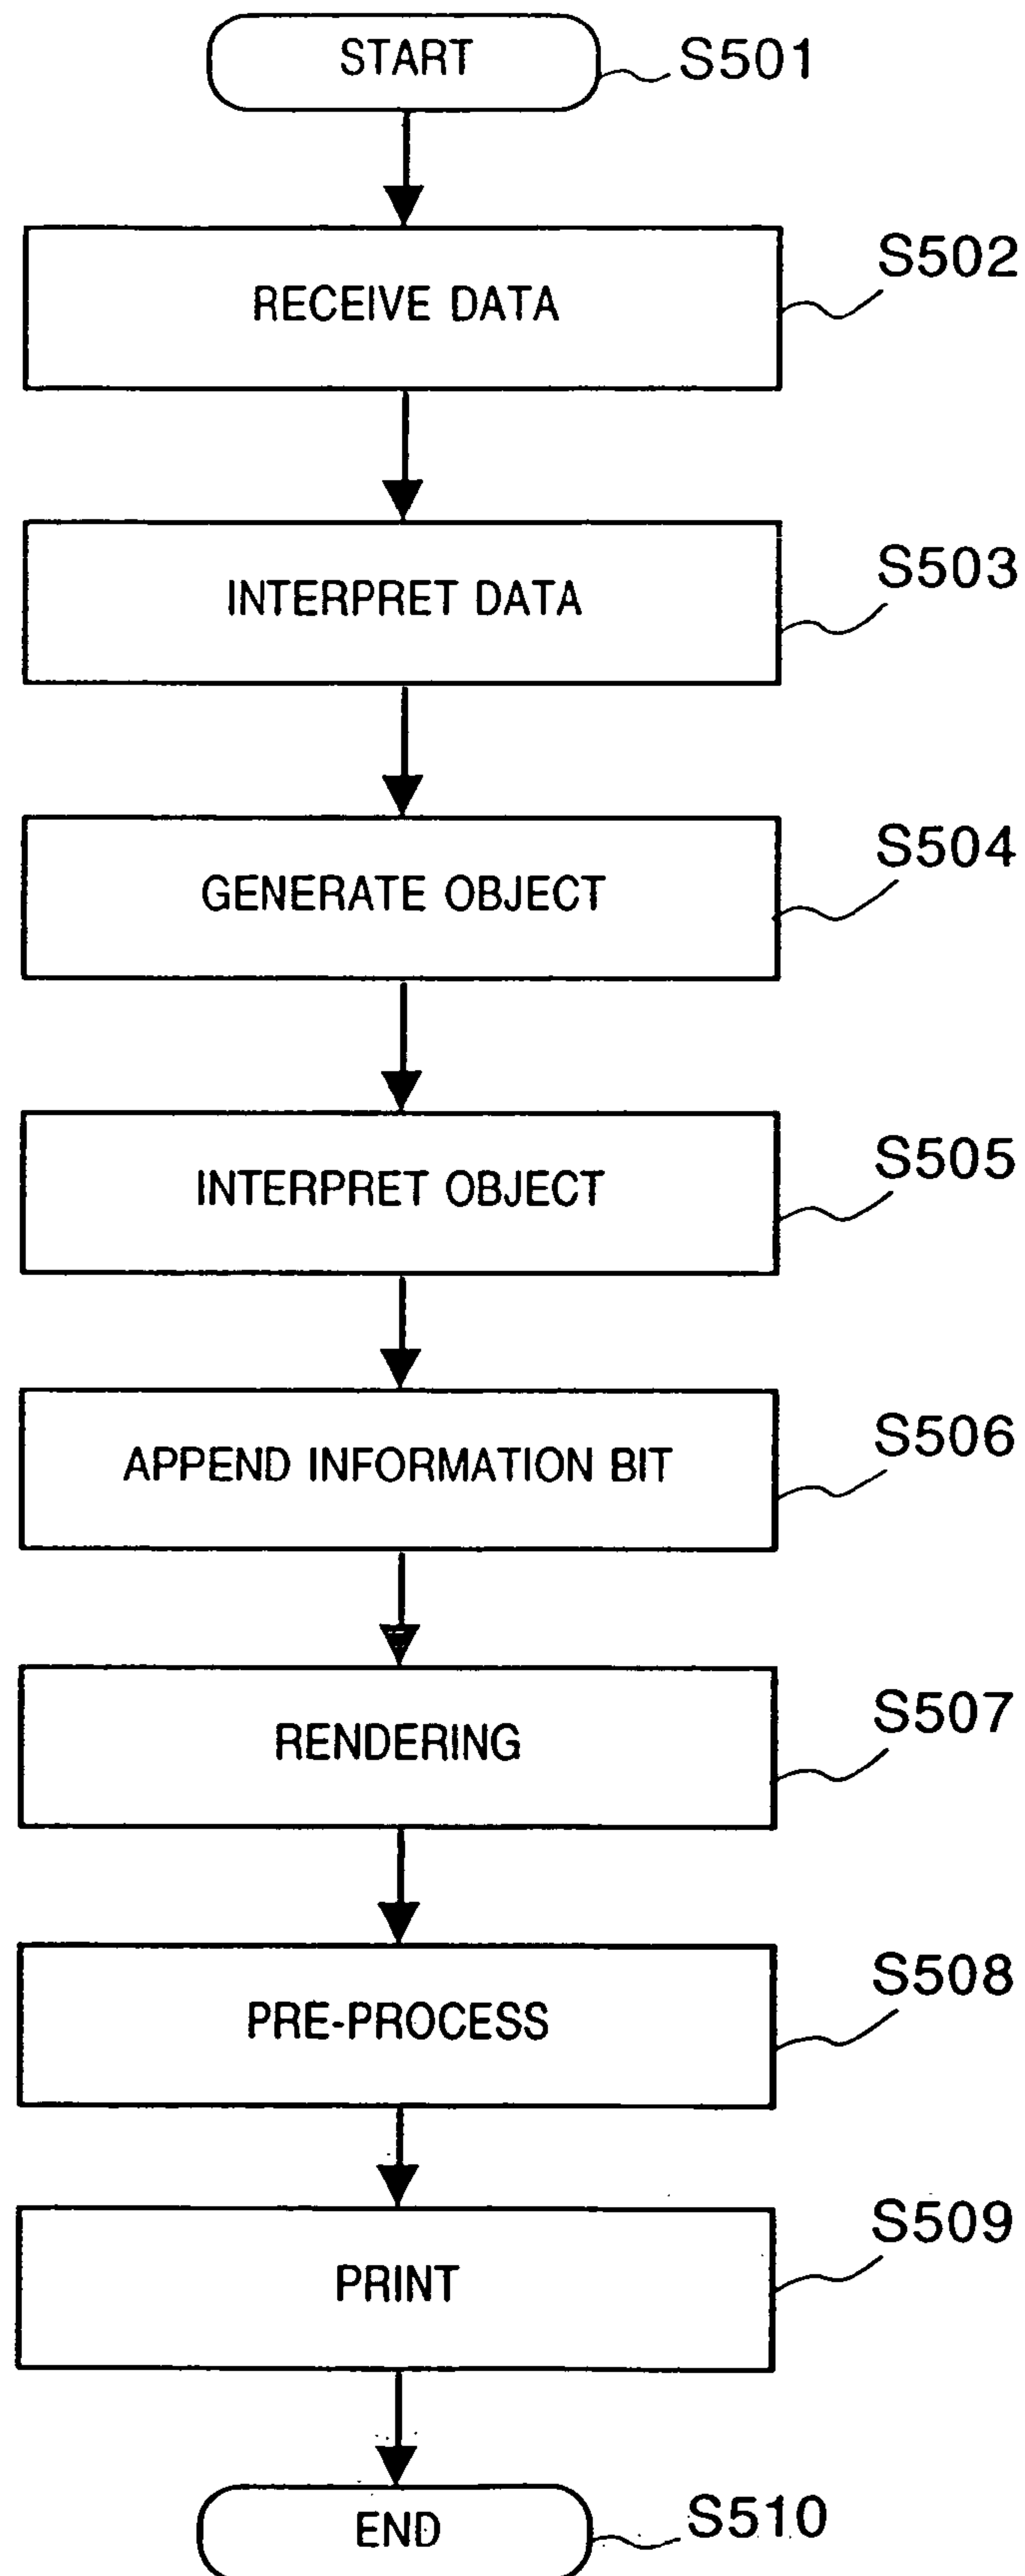 START
S501
RECEIVE DATA
S502
INTERPRET DATA
S503
GENERATE OBJECT
S504
INTERPRET OBJECT
S505
APPEND INFORMATION BIT
S506
RENDERING
S507
PRE-PROCESS
S508
PRINT
S509
END
S510